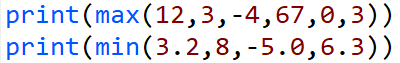 print(max(12,3,-4,67,0,3))
print(min(3.2,8,-5.0,6.3))